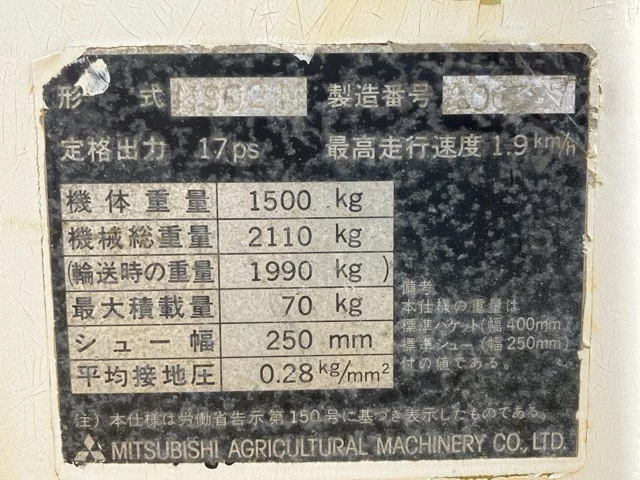 形 式 製造番号
定格出力 17ps 最高走行速度 1.9 km/h
機体重量 1500 kg
機械総重量 2110 kg
(輸送時の重量 1990 kg)
最大積載量 70 kg
シュー幅 250 mm
平均接地圧 0.28 kg/mm²
備考
本仕様の重量は
標準バケット(幅400mm)
標準シュー(幅250mm)
付の値である。
注) 本仕様は労働省告示第150号に基づき表示したものである。
MITSUBISHI AGRICULTURAL MACHINERY CO., LTD.